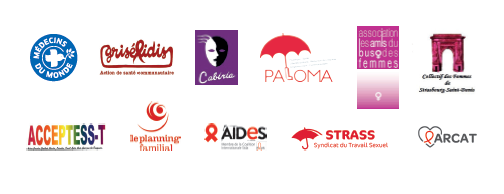 MÉDECINS
DU MONDE
grisélidis
Action de santé communautaire
Cabiria
PALOMA
association
les amis du
bus des
femmes
Collectif des Femmes
de
Strasbourg-Saint-Denis
ACCEPTESS-T
le planning
familial
AIDES
STRASS
Syndicat du Travail Sexuel
ARCAT